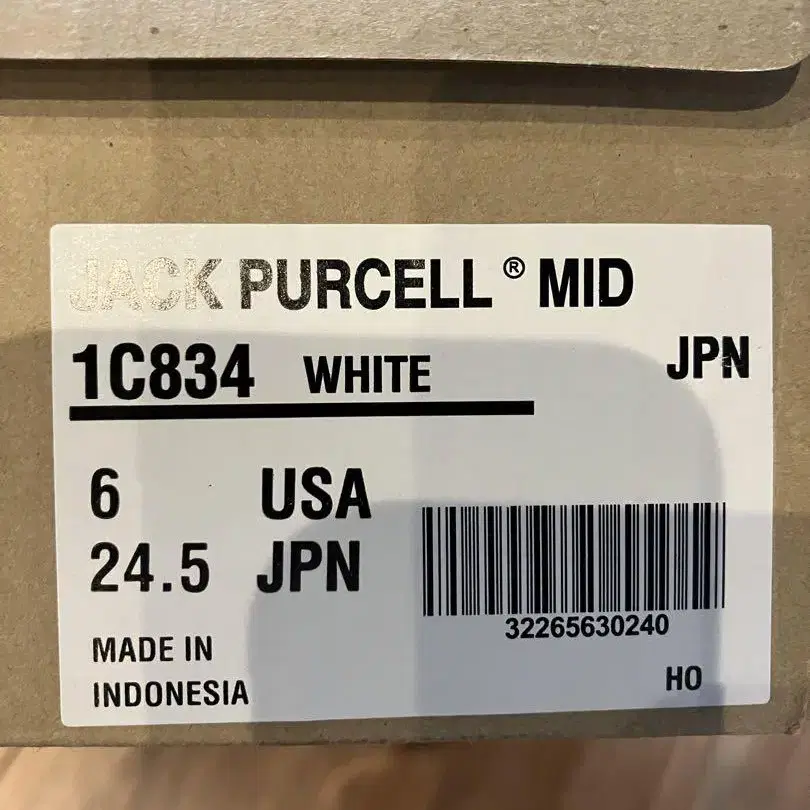 JACK PURCELL® MID
1C834 WHITE JPN
6 USA
24.5 JPN
32265630240
MADE IN
INDONESIA
HO